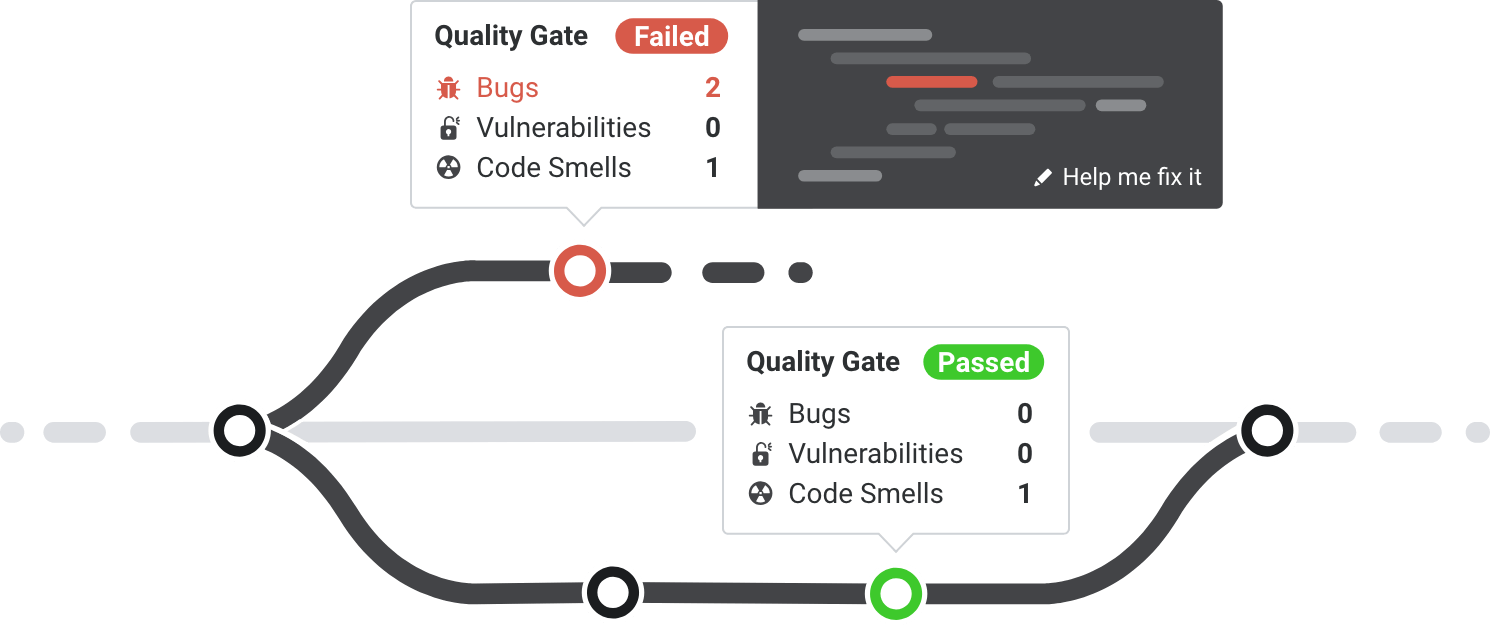 Quality Gate Failed
Bugs 2
Vulnerabilities 0
Code Smells 1
Help me fix it
Quality Gate Passed
Bugs 0
Vulnerabilities 0
Code Smells 1